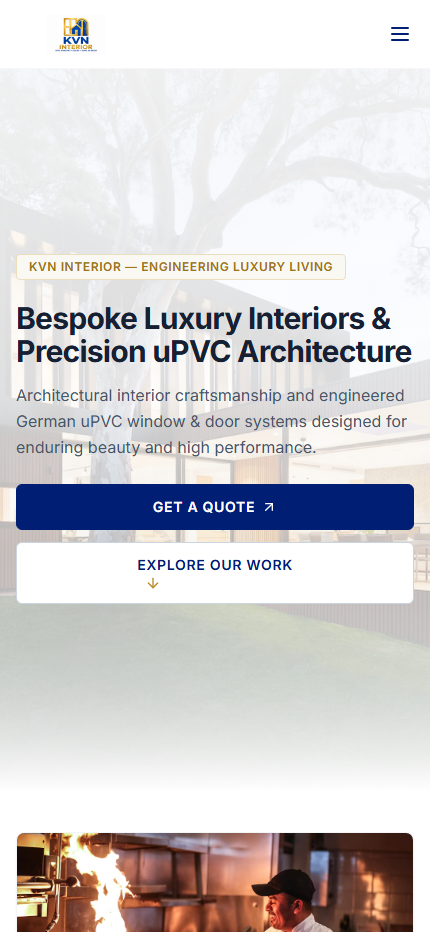 KVN
INTERIOR
KVN INTERIOR — ENGINEERING LUXURY LIVING
Bespoke Luxury Interiors &
Precision uPVC Architecture
Architectural interior craftsmanship and engineered
German uPVC window & door systems designed for
enduring beauty and high performance.
GET A QUOTE
EXPLORE OUR WORK